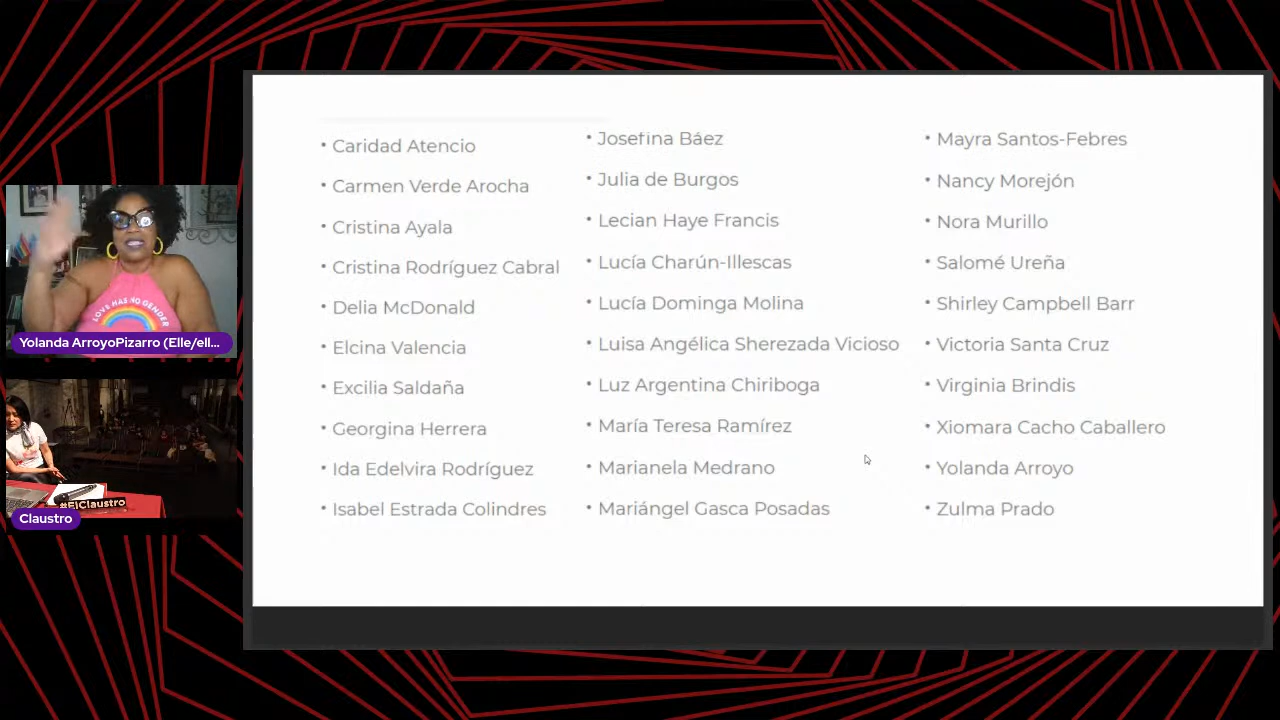 • Caridad Atencio
• Carmen Verde Arocha
• Cristina Ayala
• Cristina Rodríguez Cabral
• Delia McDonald
• Elcina Valencia
• Excilia Saldaña
• Georgina Herrera
• Ida Edelvira Rodríguez
• Isabel Estrada Colindres
• Josefina Báez
• Julia de Burgos
• Lecian Haye Francis
• Lucía Charún-Illescas
• Lucía Dominga Molina
• Luisa Angélica Sherezada Vicioso
• Luz Argentina Chiriboga
• María Teresa Ramírez
• Marianela Medrano
• Mariángel Gasca Posadas
• Mayra Santos-Febres
• Nancy Morejón
• Nora Murillo
• Salomé Ureña
• Shirley Campbell Barr
• Victoria Santa Cruz
• Virginia Brindis
• Xiomara Cacho Caballero
• Yolanda Arroyo
• Zulma Prado
LOVE HAS NO GENDER
Yolanda ArroyoPizarro (Elle/ell...
#ElClaustro
Claustro